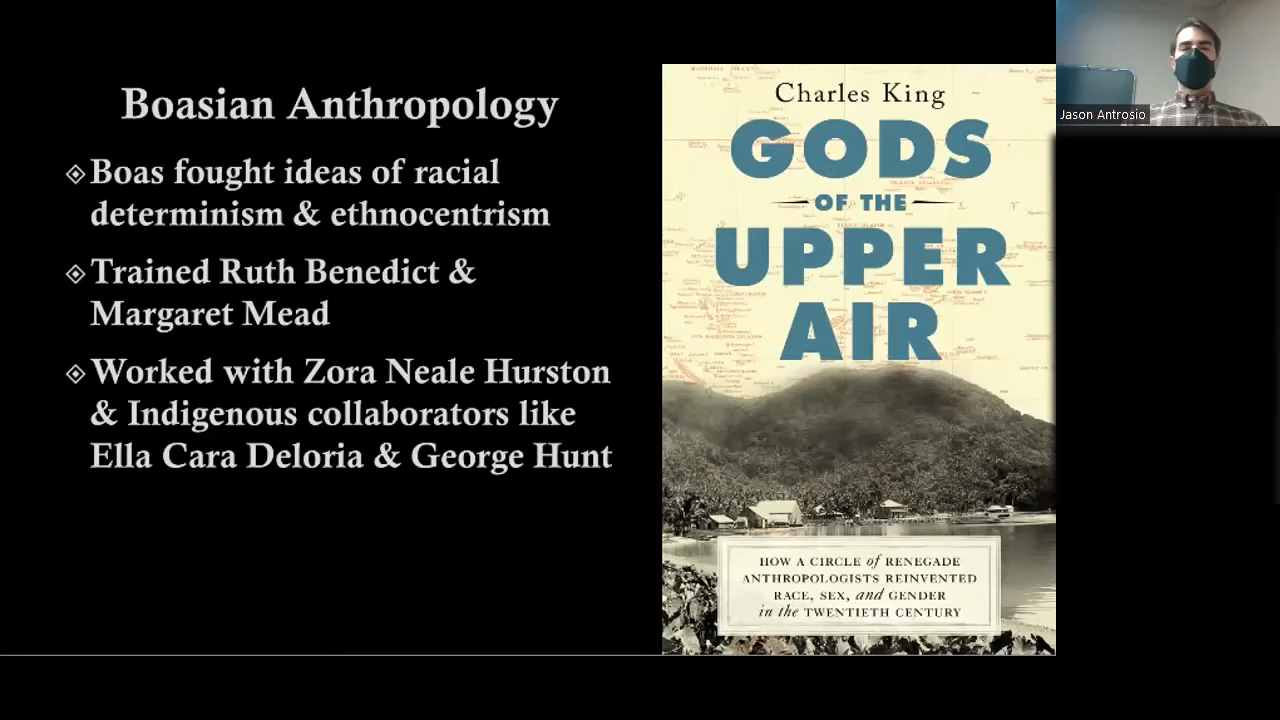 Boasian Anthropology
Boas fought ideas of racial
determinism & ethnocentrism
Trained Ruth Benedict &
Margaret Mead
Worked with Zora Neale Hurston
& Indigenous collaborators like
Ella Cara Deloria & George Hunt
Charles King
GODS
OF THE
UPPER
AIR
HOW A CIRCLE of RENEGADE
ANTHROPOLOGISTS REINVENTED
RACE, SEX, and GENDER
in the TWENTIETH CENTURY
Jason Antrosio